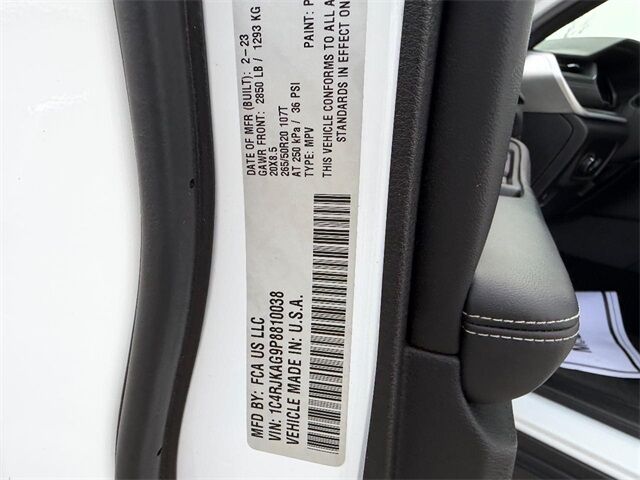 MFD BY: FCA US LLC
VIN: 1C4RJKAG9P8810038
VEHICLE MADE IN: U.S.A.
DATE OF MFR (BUILT): 2-23
GAWR FRONT: 2850 LB / 1293 KG
20X8.5
265/50R20 107T
AT 250 kPa / 36 PSI
TYPE: MPV
PAINT:
THIS VEHICLE CONFORMS TO ALL A
STANDARDS IN EFFECT ON